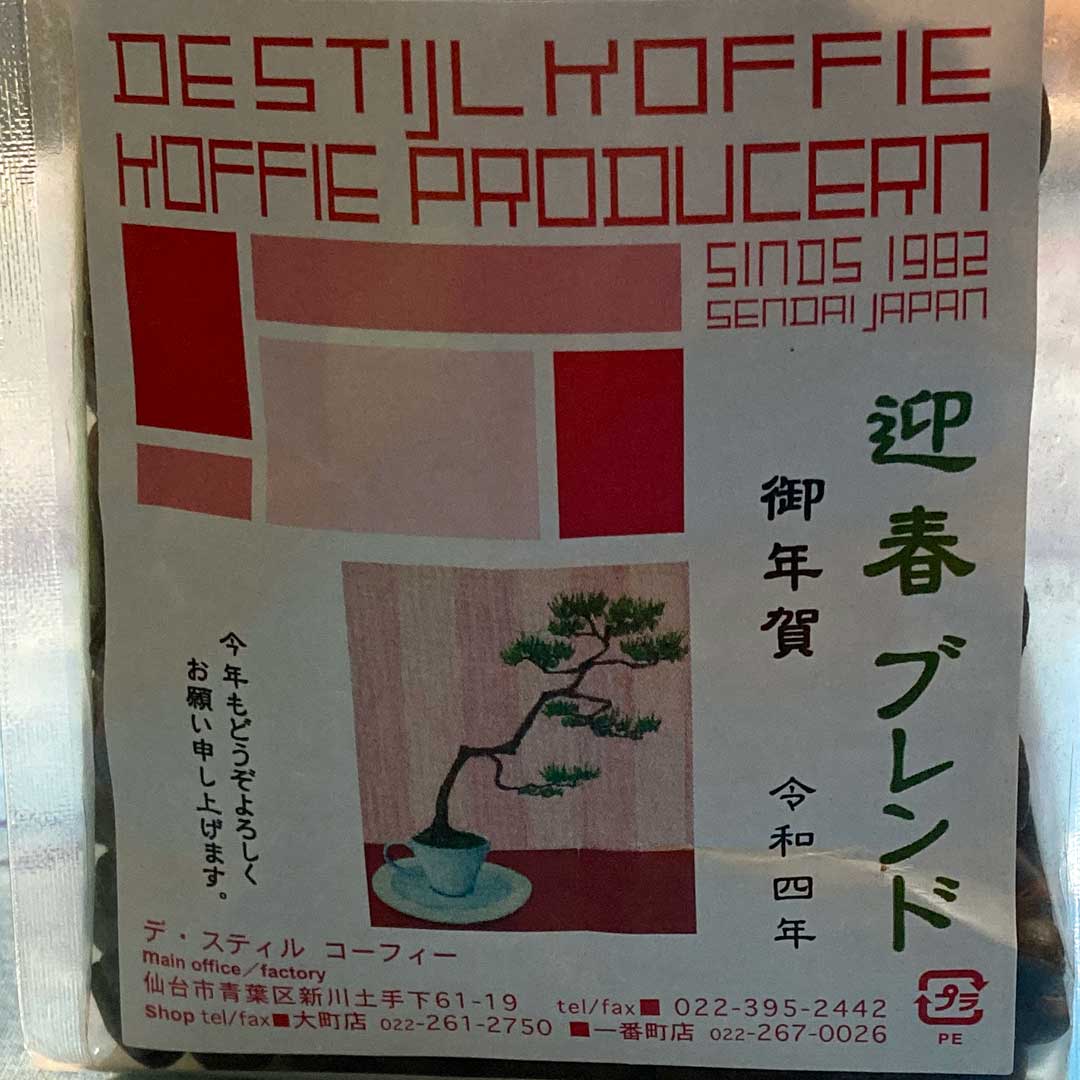 DE STIJL KOFFIE
KOFFIE PRODUCERN
SINDS 1982
SENDAI JAPAN
迎春ブレンド
御年賀 令和四年
今年もどうぞよろしく
お願い申し上げます。
デ・スティル コーフィー
main office/factory
仙台市青葉区新川土手下61-19 tel/fax■ 022-395-2442
shop tel/fax■大町店 022-261-2750 ■一番町店 022-267-0026
プラ
PE